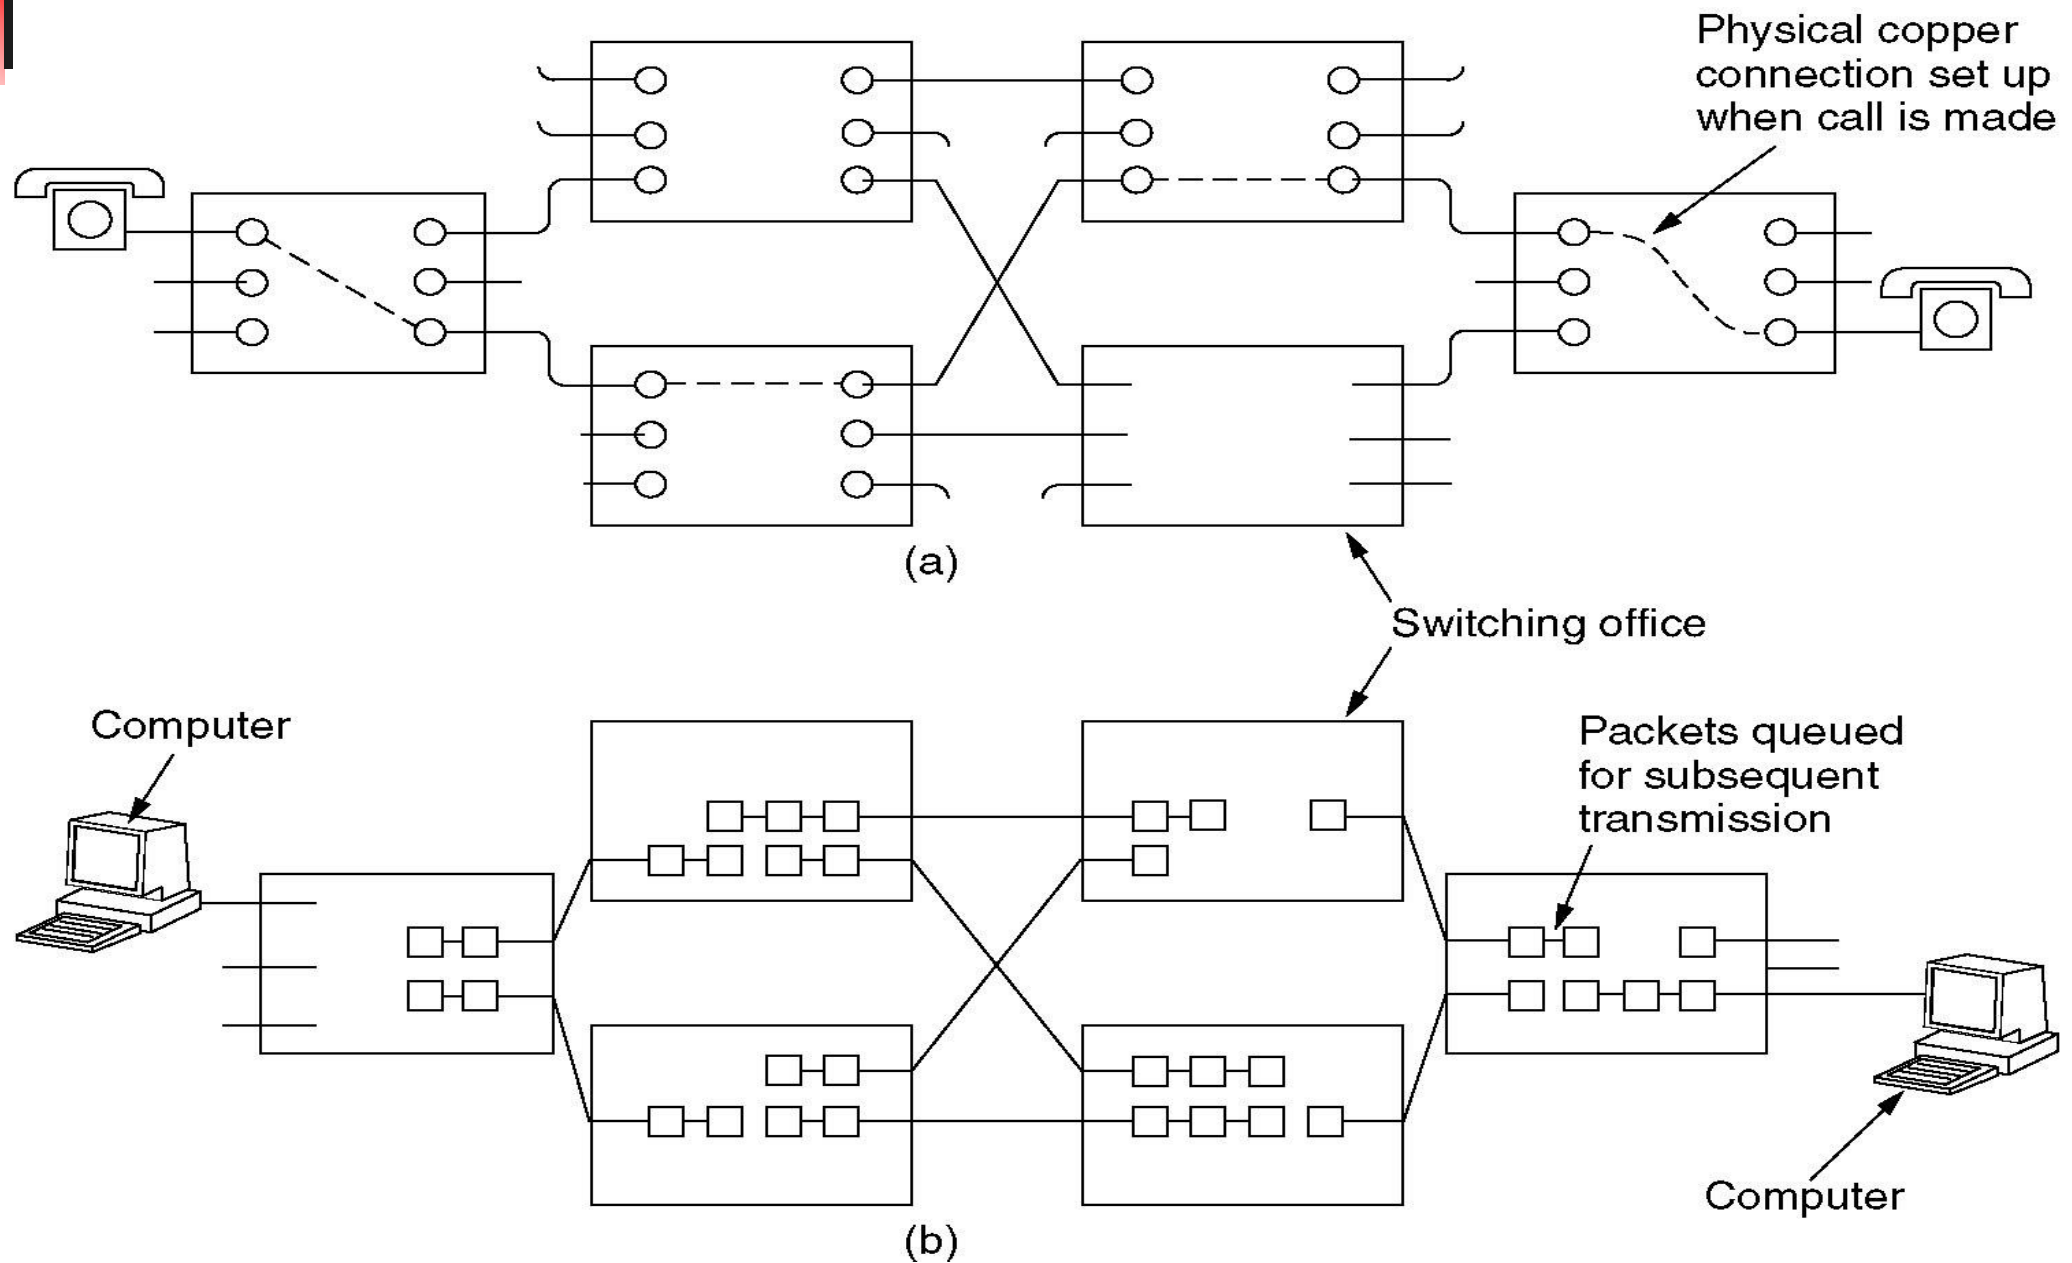 Physical copper
connection set up
when call is made
(a)
Switching office
Computer
Packets queued
for subsequent
transmission
Computer
(b)